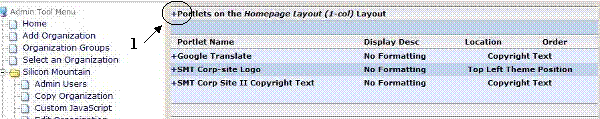 Admin Tool Menu
Home
Add Organization
Organization Groups
Select an Organization
Silicon Mountain
Admin Users
Copy Organization
Custom JavaScript
Edit Organization
1
+Portlets on the Homepage Layout (1-col) Layout
Portlet Name Display Desc Location Order
+Google Translate No Formatting Copyright Text
+SMT Corp-site Logo No Formatting Top Left Theme Position
+SMT Corp Site II Copyright Text No Formatting Copyright Text